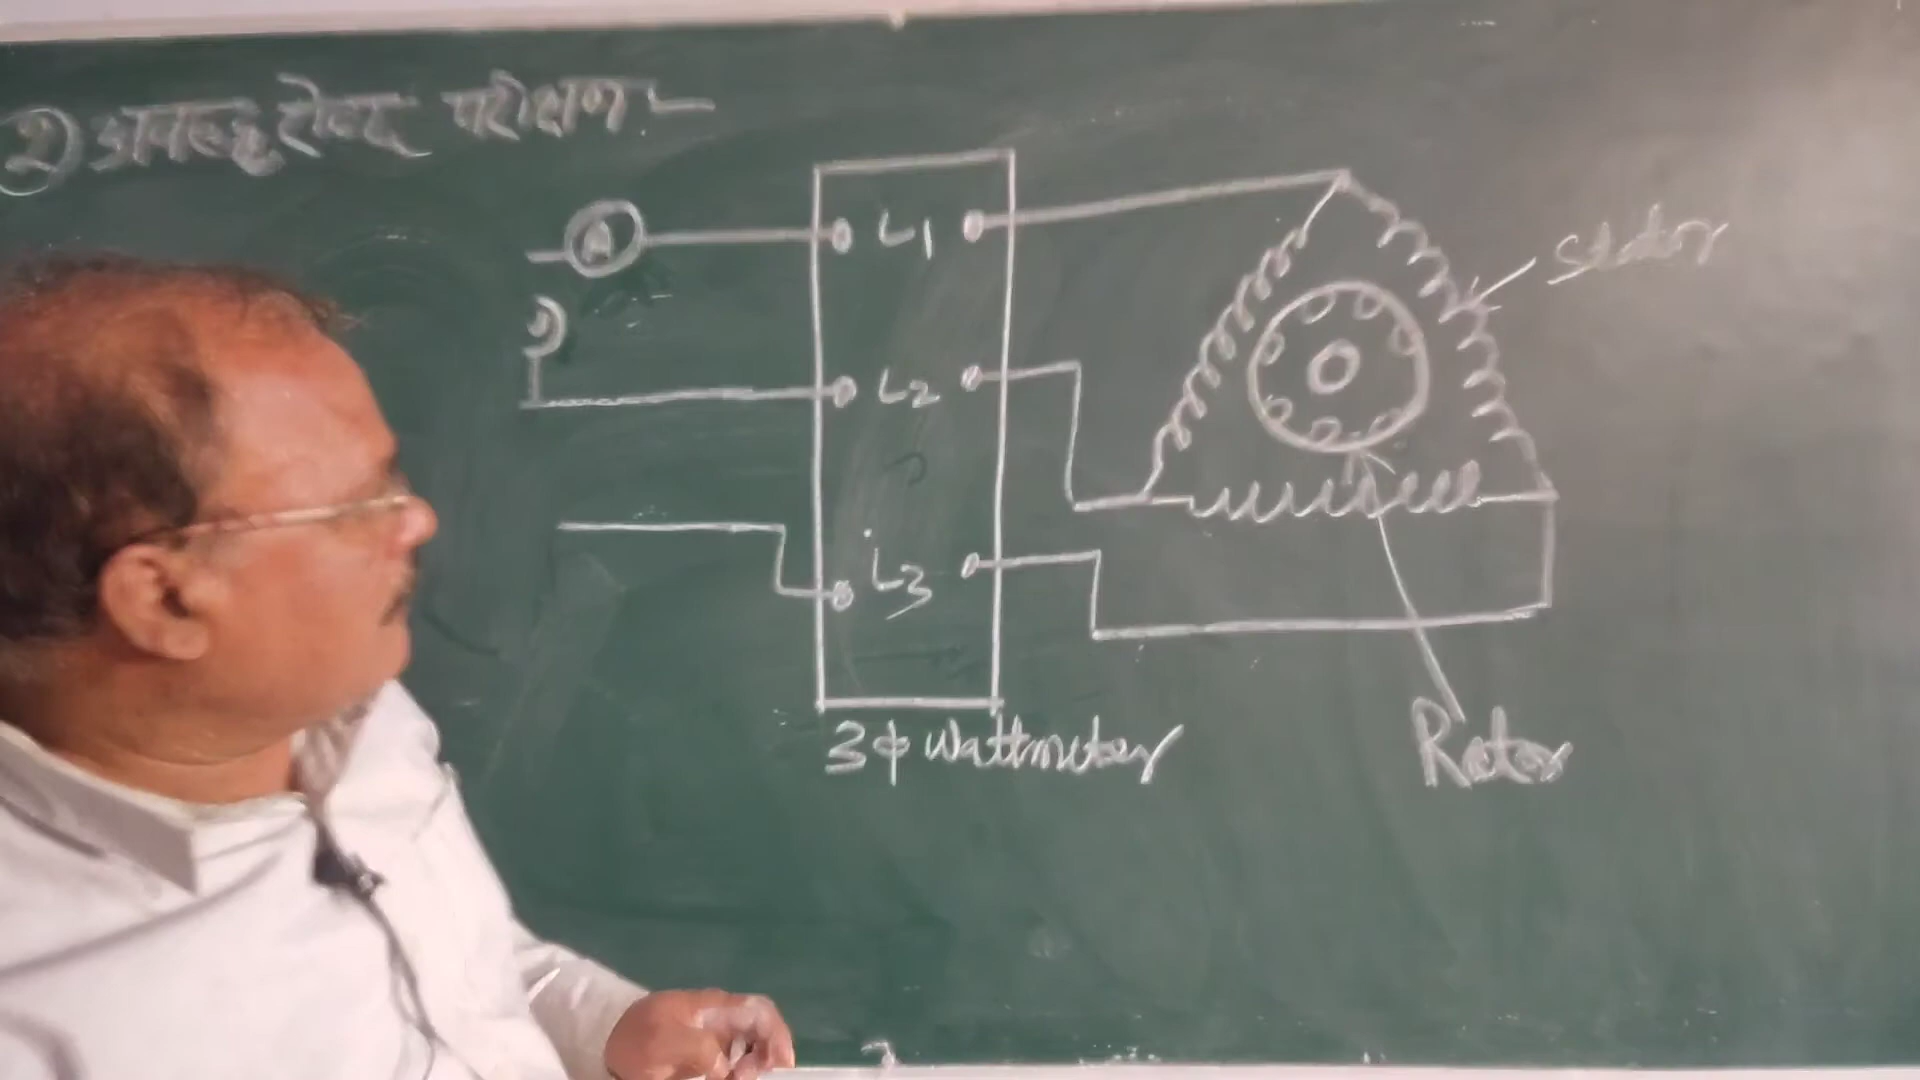 2) अवरुद्ध रोटर परीक्षण :-
A
L1
L2
L3
Stator
3φ Wattmeter
Rotor